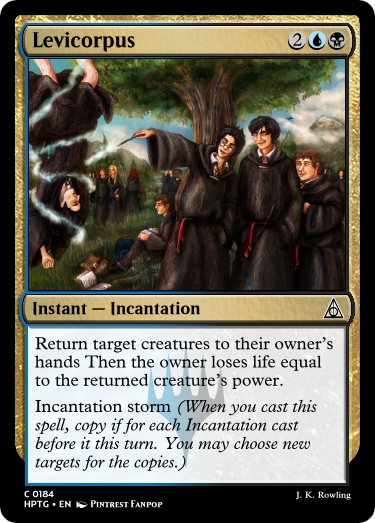 Levicorpus 2
Instant — Incantation
Return target creatures to their owner's
hands Then the owner loses life equal
to the returned creature's power.
Incantation storm (When you cast this
spell, copy if for each Incantation cast
before it this turn. You may choose new
targets for the copies.)
C 0184
HPTG • EN Pintrest Fanpop
J. K. Rowling